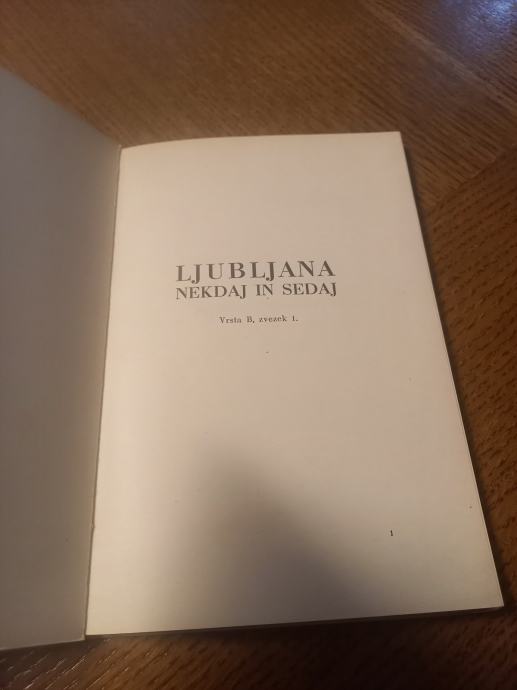 LJUBLJANA
NEKDAJ IN SEDAJ
Vrsta B, zvezek 1.
1